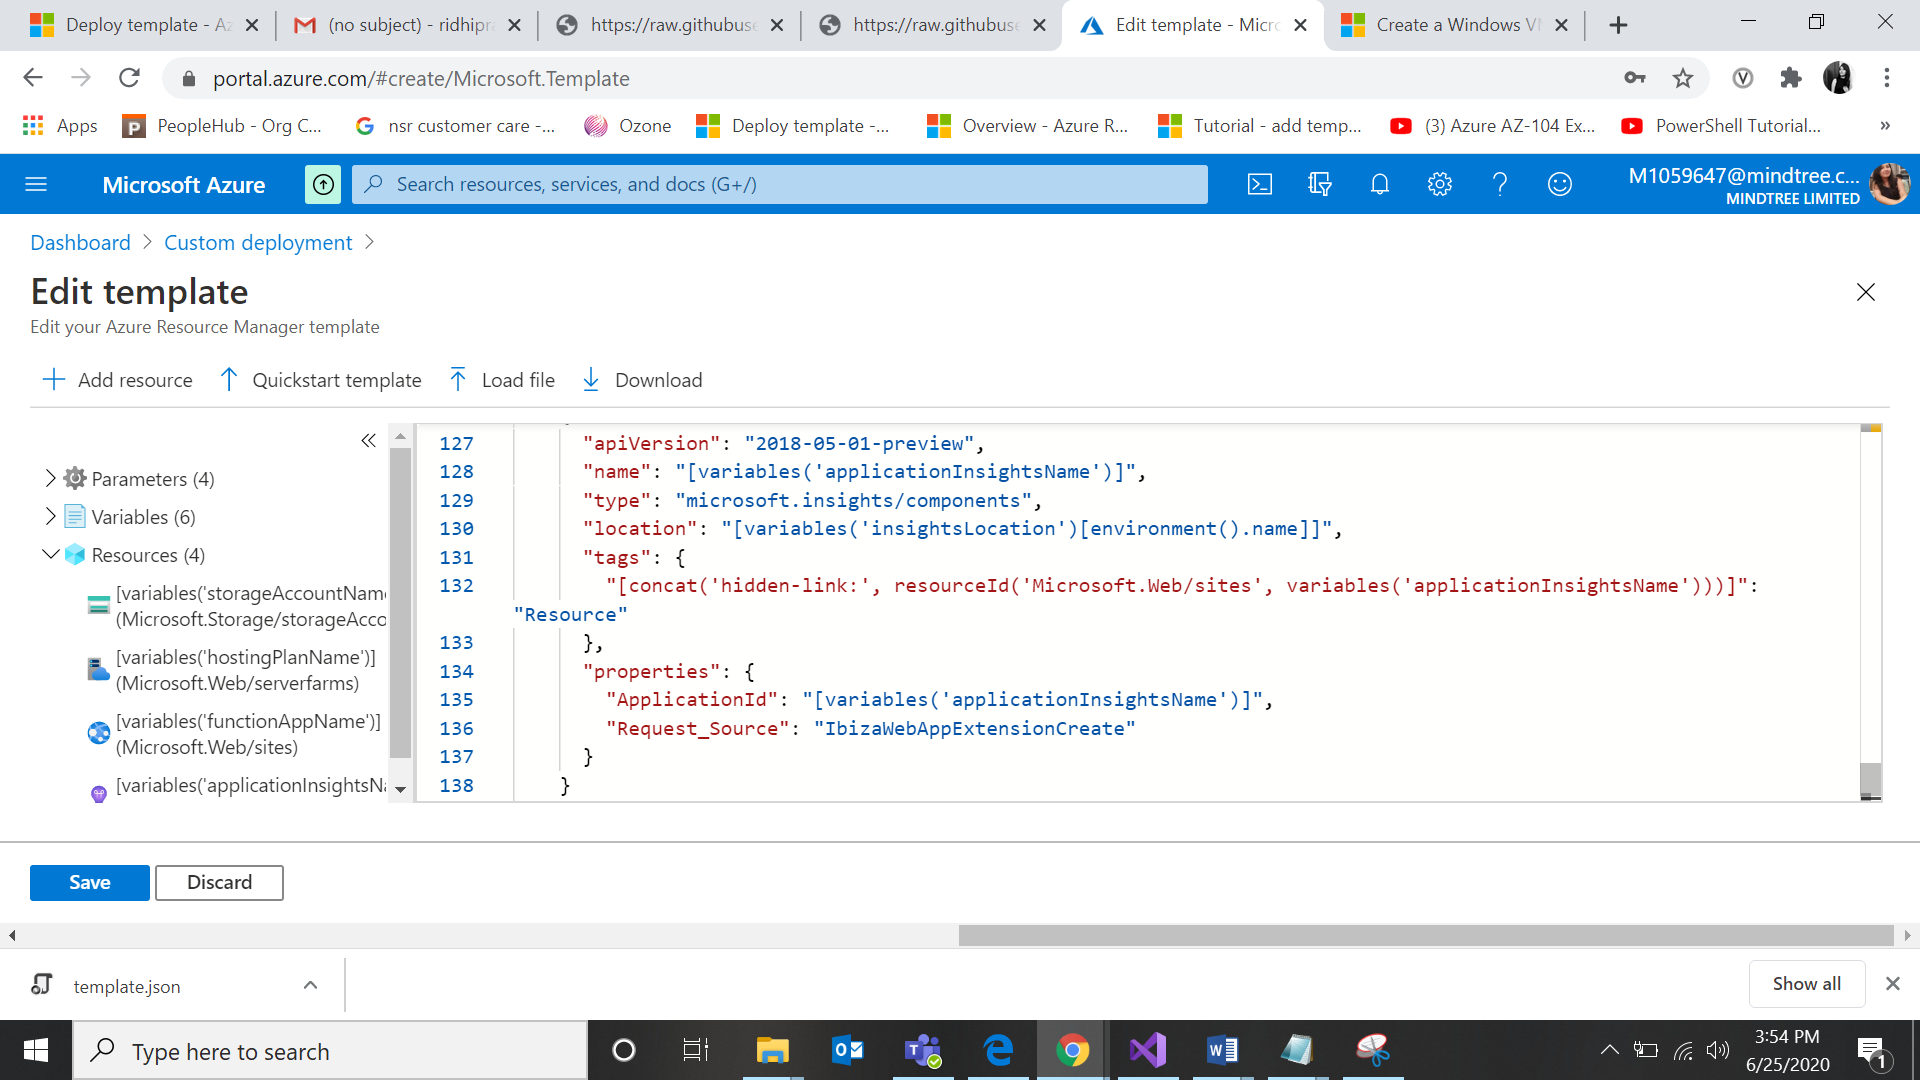 Deploy template - Az
(no subject) - ridhipra
https://raw.githubuse
https://raw.githubuse
Edit template - Micro
Create a Windows VM
portal.azure.com/#create/Microsoft.Template
Apps
PeopleHub - Org C...
nsr customer care -...
Ozone
Deploy template -...
Overview - Azure R...
Tutorial - add temp...
(3) Azure AZ-104 Ex...
PowerShell Tutorial...
Microsoft Azure
Search resources, services, and docs (G+/)
M1059647@mindtree.c...
MINDTREE LIMITED
Dashboard > Custom deployment >
Edit template
Edit your Azure Resource Manager template
Add resource
Quickstart template
Load file
Download
Parameters (4)
Variables (6)
Resources (4)
[variables('storageAccountName
(Microsoft.Storage/storageAcco
[variables('hostingPlanName')]
(Microsoft.Web/serverfarms)
[variables('functionAppName')]
(Microsoft.Web/sites)
[variables('applicationInsightsNa
127 "apiVersion": "2018-05-01-preview",
128 "name": "[variables('applicationInsightsName')]",
129 "type": "microsoft.insights/components",
130 "location": "[variables('insightsLocation')[environment().name]]",
131 "tags": {
132 "[concat('hidden-link:', resourceId('Microsoft.Web/sites', variables('applicationInsightsName')))]":
"Resource"
133 },
134 "properties": {
135 "ApplicationId": "[variables('applicationInsightsName')]",
136 "Request_Source": "IbizaWebAppExtensionCreate"
137 }
138 }
Save
Discard
template.json
Show all
Type here to search
3:54 PM
6/25/2020
1